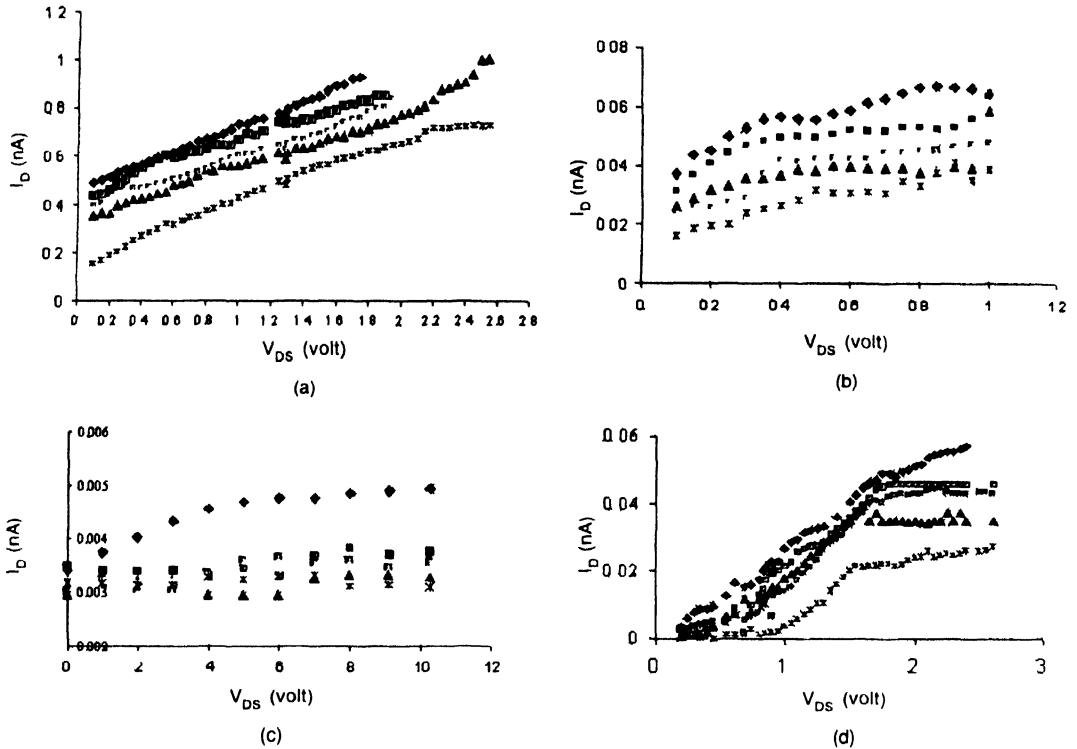 1.2
1
0.8
0.6
0.4
0.2
0
I_D (nA)
0 0.2 0.4 0.6 0.8 1 1.2 1.4 1.6 1.8 2 2.2 2.4 2.6 2.8
V_DS (volt)
(a)
0.08
0.06
0.04
0.02
0
I_D (nA)
0. 0.2 0.4 0.6 0.8 1 1.2
V_DS (volt)
(b)
0.006
0.005
0.004
0.003
0.002
I_D (nA)
0 .2 .4 6 8 10 12
V_DS (volt)
(c)
0.06
0.04
0.02
0
I_D (nA)
0 1 2 3
V_DS (volt)
(d)